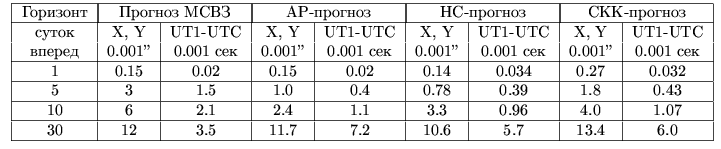 Горизонт Прогноз МСВЗ АР-прогноз НС-прогноз СКК-прогноз
суток X, Y UT1-UTC X, Y UT1-UTC X, Y UT1-UTC X, Y UT1-UTC
вперед 0.001" 0.001 сек 0.001" 0.001 сек 0.001" 0.001 сек 0.001" 0.001 сек
1 0.15 0.02 0.15 0.02 0.14 0.034 0.27 0.032
5 3 1.5 1.0 0.4 0.78 0.39 1.8 0.43
10 6 2.1 2.4 1.1 3.3 0.96 4.0 1.07
30 12 3.5 11.7 7.2 10.6 5.7 13.4 6.0